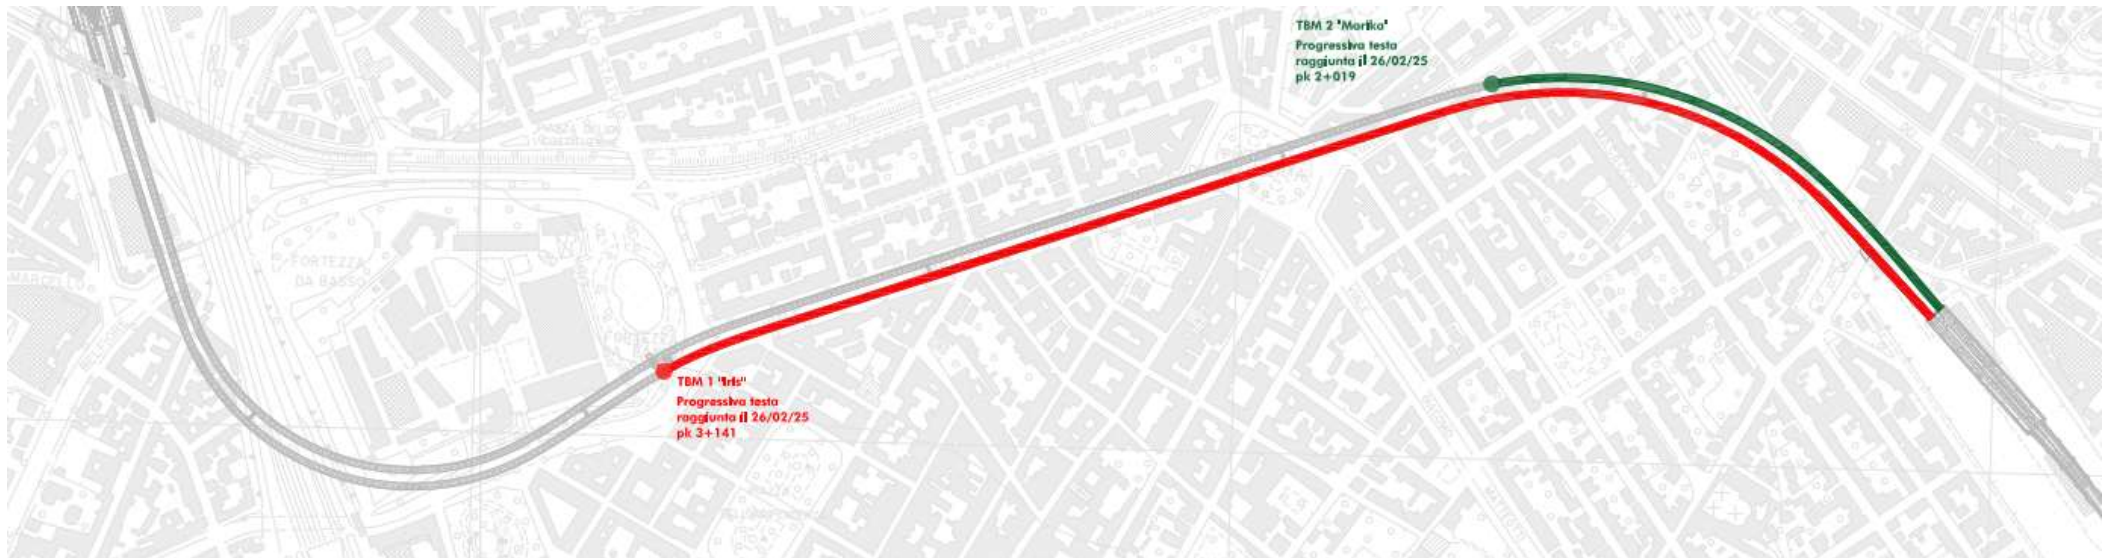 TBM 2 "Marika"
Progressiva testa
raggiunta il 26/02/25
pk 2+019
FORTEZZA
DA BASSO
TBM 1 "Iris"
Progressiva testa
raggiunta il 26/02/25
pk 3+141